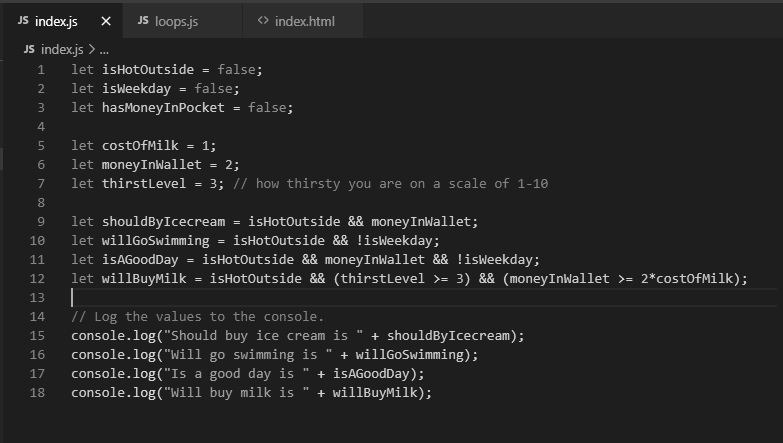 JS index.js × JS loops.js <> index.html
JS index.js > ...
1 let isHotOutside = false;
2 let isWeekday = false;
3 let hasMoneyInPocket = false;
4
5 let costOfMilk = 1;
6 let moneyInWallet = 2;
7 let thirstLevel = 3; // how thirsty you are on a scale of 1-10
8
9 let shouldByIcecream = isHotOutside && moneyInWallet;
10 let willGoSwimming = isHotOutside && !isWeekday;
11 let isAGoodDay = isHotOutside && moneyInWallet && !isWeekday;
12 let willBuyMilk = isHotOutside && (thirstLevel >= 3) && (moneyInWallet >= 2*costOfMilk);
13
14 // Log the values to the console.
15 console.log("Should buy ice cream is " + shouldByIcecream);
16 console.log("Will go swimming is " + willGoSwimming);
17 console.log("Is a good day is " + isAGoodDay);
18 console.log("Will buy milk is " + willBuyMilk);